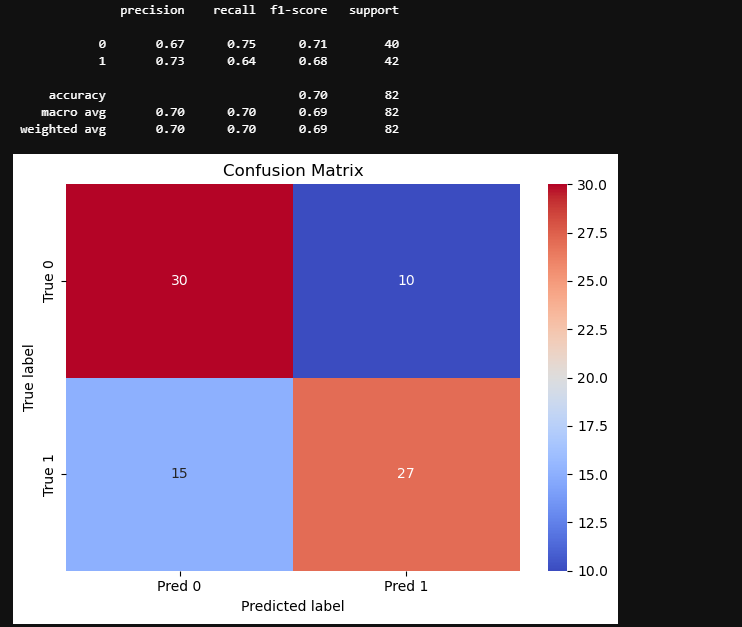 precision recall f1-score support
0 0.67 0.75 0.71 40
1 0.73 0.64 0.68 42
accuracy 0.70 82
macro avg 0.70 0.70 0.69 82
weighted avg 0.70 0.70 0.69 82
Confusion Matrix
True label
True 0
True 1
30 10
15 27
Pred 0 Pred 1
Predicted label
30.0
27.5
25.0
22.5
20.0
17.5
15.0
12.5
10.0